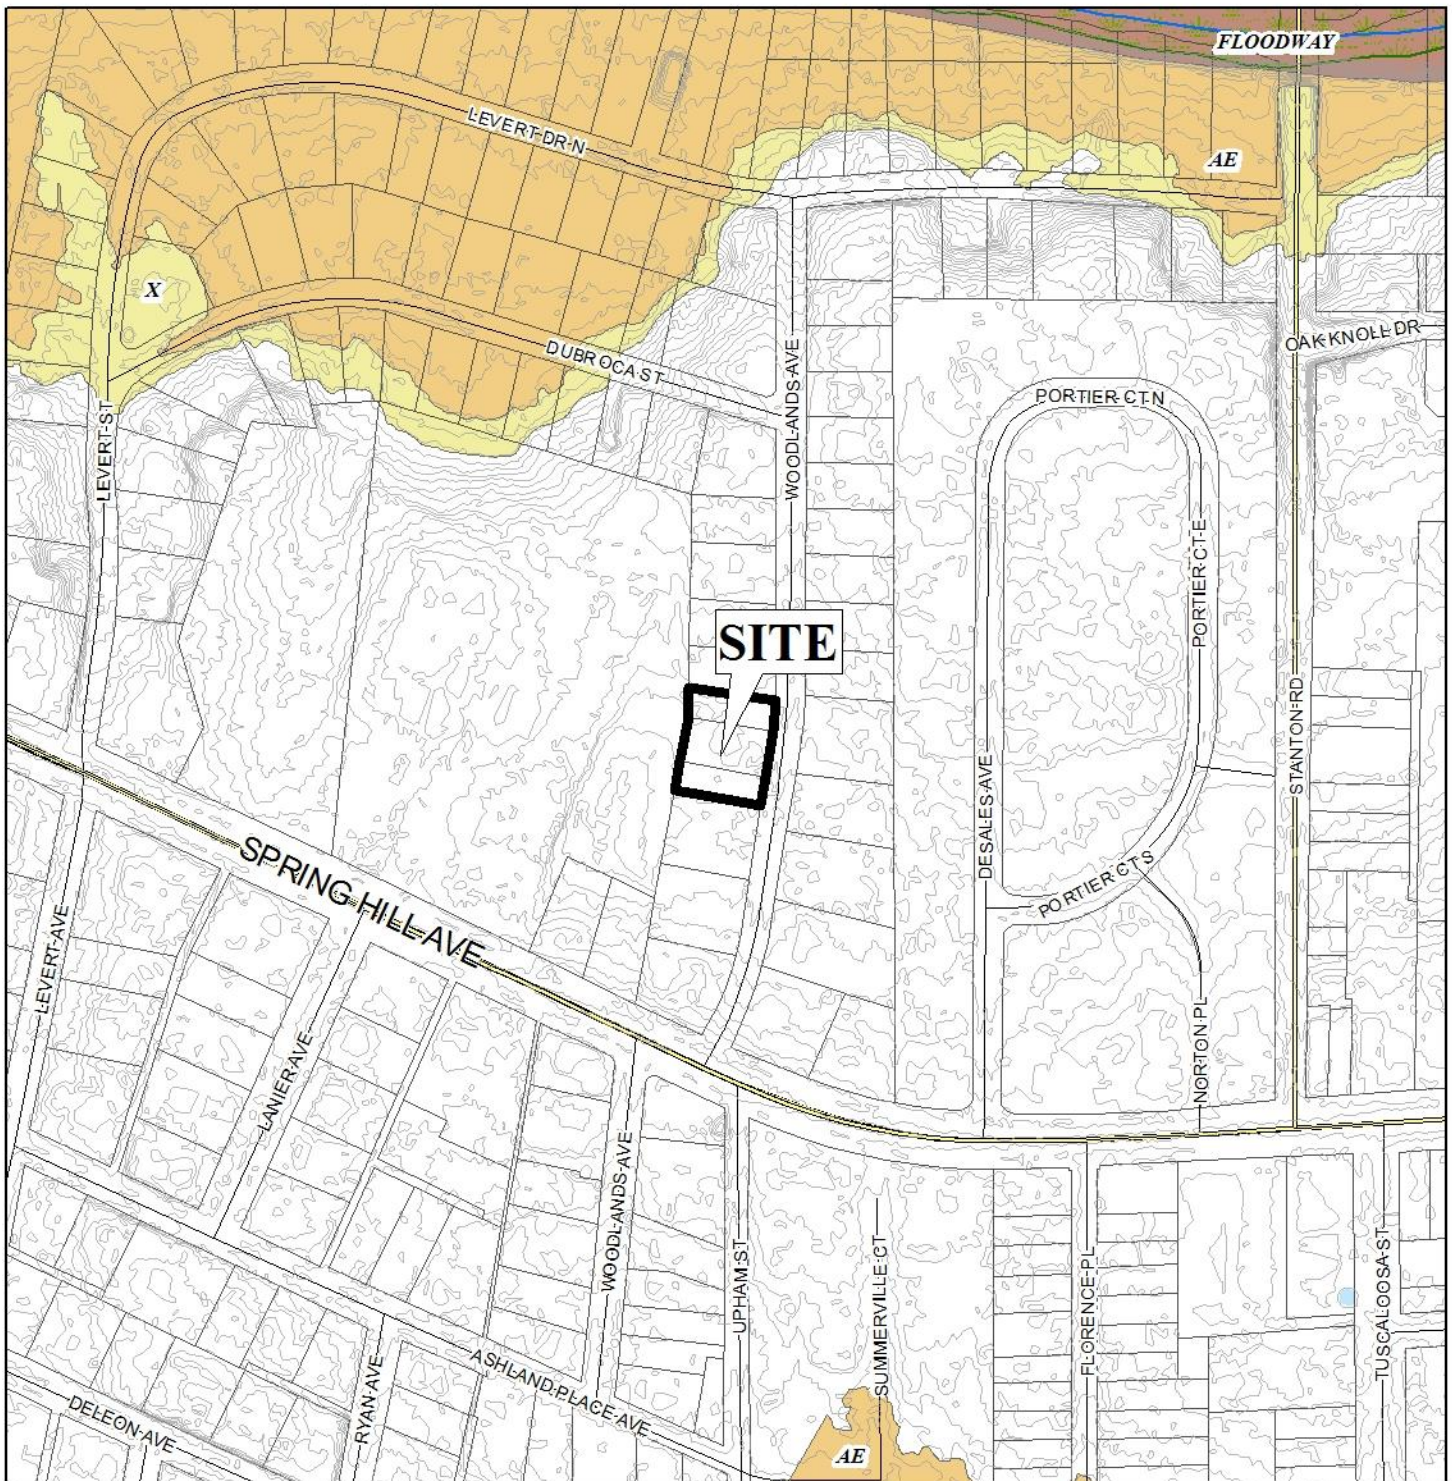 FLOODWAY
LEVERT DR N
AE
X
OAK KNOLL DR
DUBROCA ST
WOODLANDS AVE
PORTIER CT N
LEVERT ST
PORTIER CT E
SITE
STANTON RD
DESALES AVE
SPRING HILL AVE
PORTIER CT S
LEVERT AVE
NORTON PL
LANIER AVE
WOODLANDS AVE
UPHAM ST
SUMMERVILLE CT
FLORENCE PL
TUSCALOOSA ST
ASHLAND PLACE AVE
RYAN AVE
DELEON AVE
AE